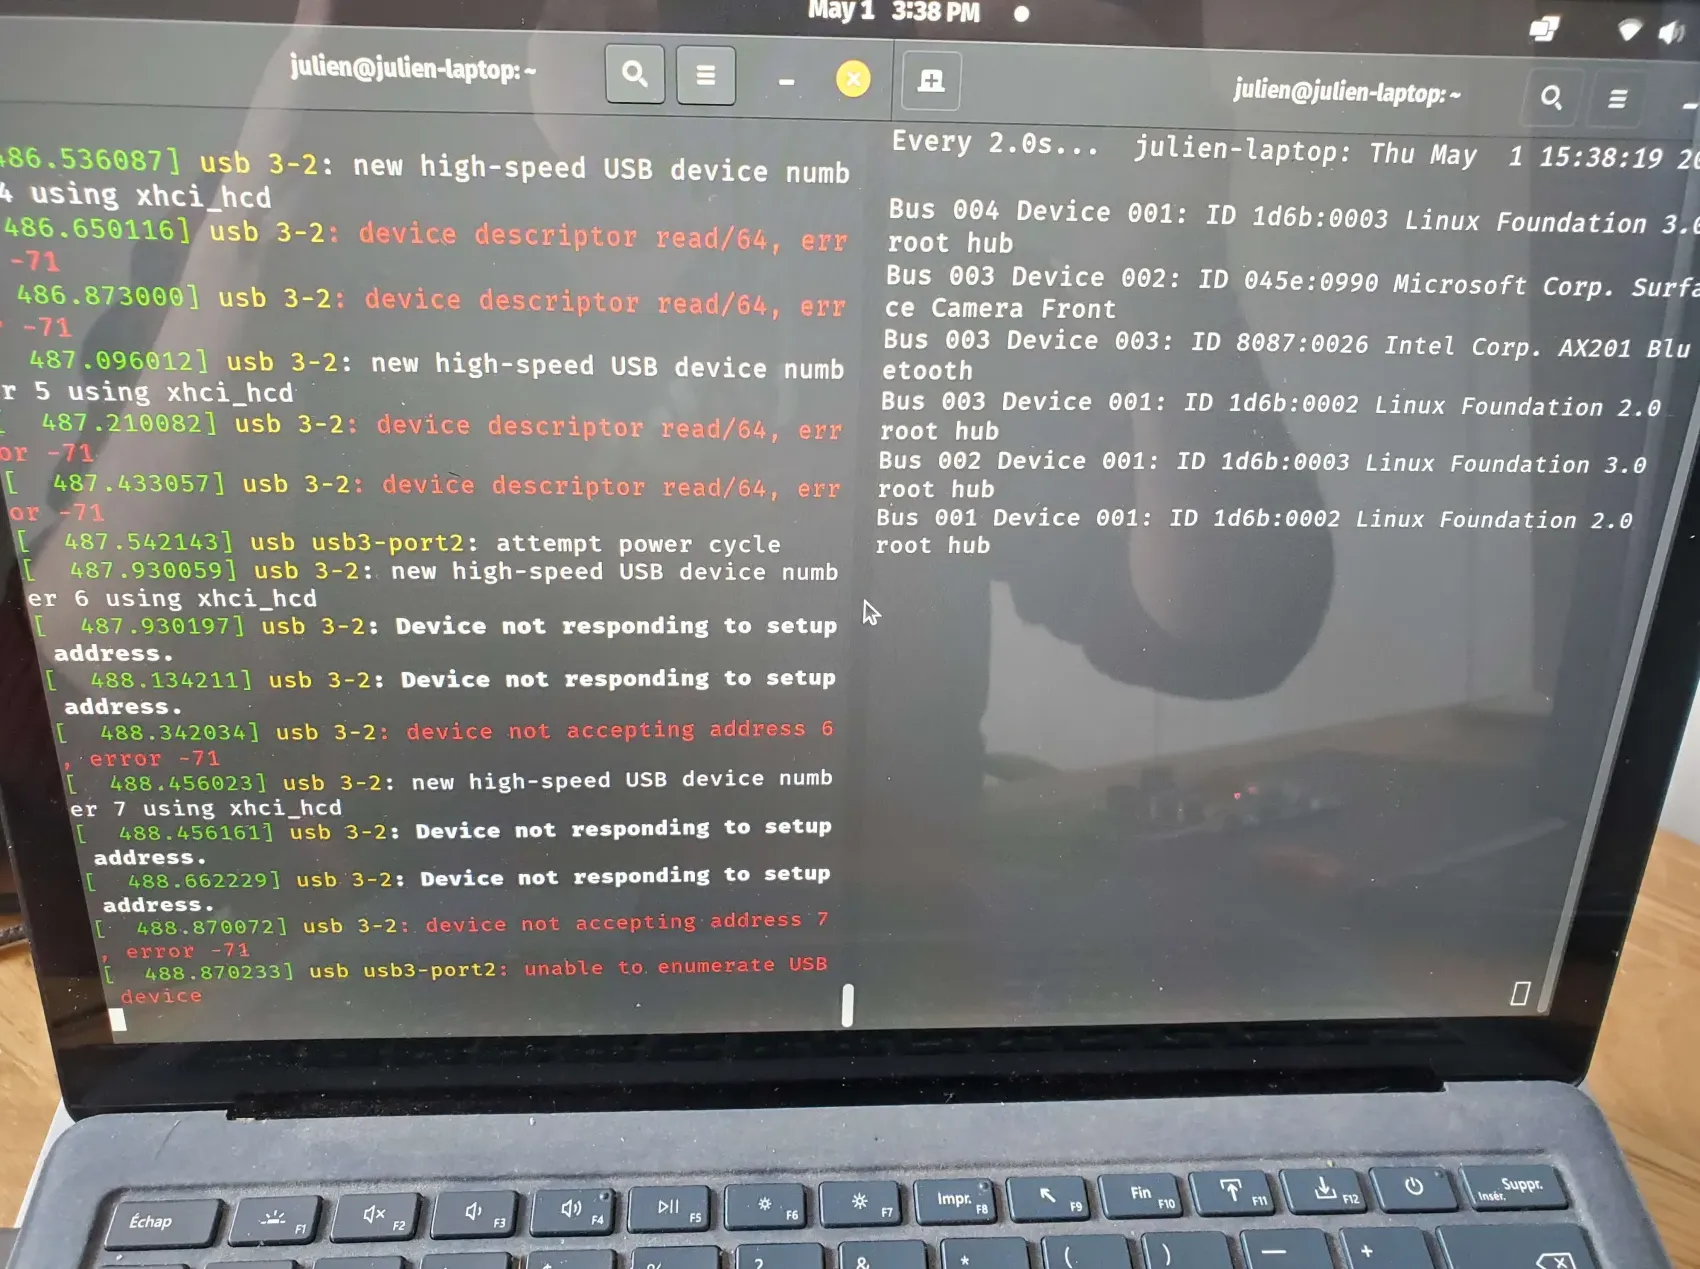 May 1 3:38 PM
julien@julien-laptop: ~
86.536087] usb 3-2: new high-speed USB device numb
4 using xhci_hcd
486.650116] usb 3-2: device descriptor read/64, err
-71
486.873000] usb 3-2: device descriptor read/64, err
-71
487.096012] usb 3-2: new high-speed USB device numb
r 5 using xhci_hcd
[ 487.210082] usb 3-2: device descriptor read/64, err
or -71
[ 487.433057] usb 3-2: device descriptor read/64, err
or -71
[ 487.542143] usb usb3-port2: attempt power cycle
[ 487.930059] usb 3-2: new high-speed USB device numb
er 6 using xhci_hcd
[ 487.930197] usb 3-2: Device not responding to setup
address.
[ 488.134211] usb 3-2: Device not responding to setup
address.
[ 488.342034] usb 3-2: device not accepting address 6
, error -71
[ 488.456023] usb 3-2: new high-speed USB device numb
er 7 using xhci_hcd
[ 488.456161] usb 3-2: Device not responding to setup
address.
[ 488.662229] usb 3-2: Device not responding to setup
address.
[ 488.870072] usb 3-2: device not accepting address 7
, error -71
[ 488.870233] usb usb3-port2: unable to enumerate USB
device
julien@julien-laptop: ~
Every 2.0s... julien-laptop: Thu May 1 15:38:19 20
Bus 004 Device 001: ID 1d6b:0003 Linux Foundation 3.0
root hub
Bus 003 Device 002: ID 045e:0990 Microsoft Corp. Surfa
ce Camera Front
Bus 003 Device 003: ID 8087:0026 Intel Corp. AX201 Blu
etooth
Bus 003 Device 001: ID 1d6b:0002 Linux Foundation 2.0
root hub
Bus 002 Device 001: ID 1d6b:0003 Linux Foundation 3.0
root hub
Bus 001 Device 001: ID 1d6b:0002 Linux Foundation 2.0
root hub
Échap F1 F2 F3 F4 F5 F6 F7 Impr. F8 F9 Fin F10 F11 F12 Suppr. Insér.
% 2 & * ( ) — +